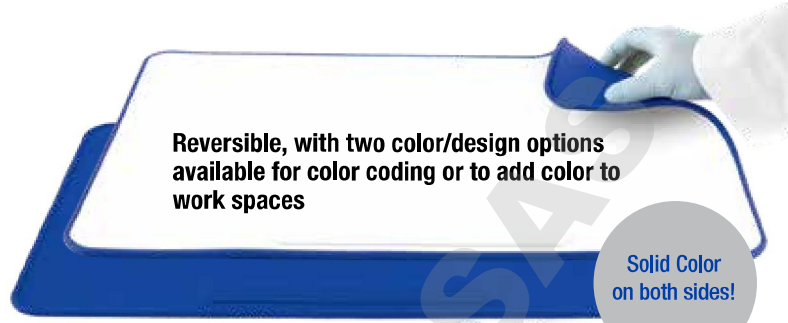 Reversible, with two color/design options
available for color coding or to add color to
work spaces
Solid Color
on both sides!